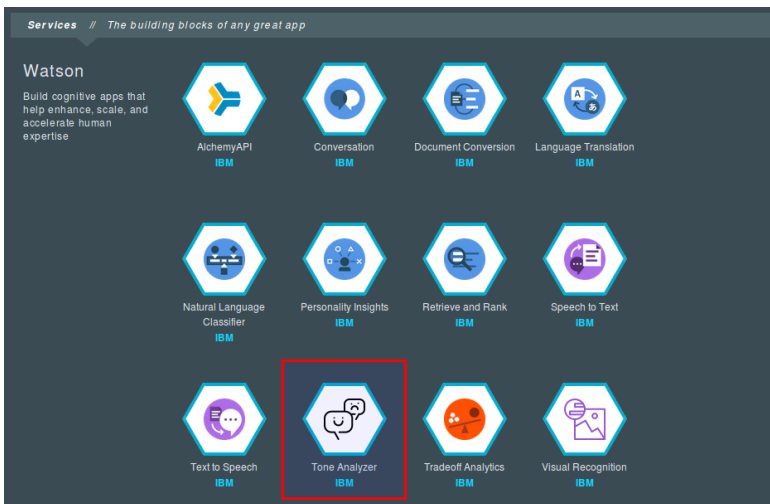 Services // The building blocks of any great app
Watson
Build cognitive apps that
help enhance, scale, and
accelerate human
expertise
AlchemyAPI
IBM
Conversation
IBM
Document Conversion
IBM
Language Translation
IBM
Natural Language
Classifier
IBM
Personality Insights
IBM
Retrieve and Rank
IBM
Speech to Text
IBM
Text to Speech
IBM
Tone Analyzer
IBM
Tradeoff Analytics
IBM
Visual Recognition
IBM